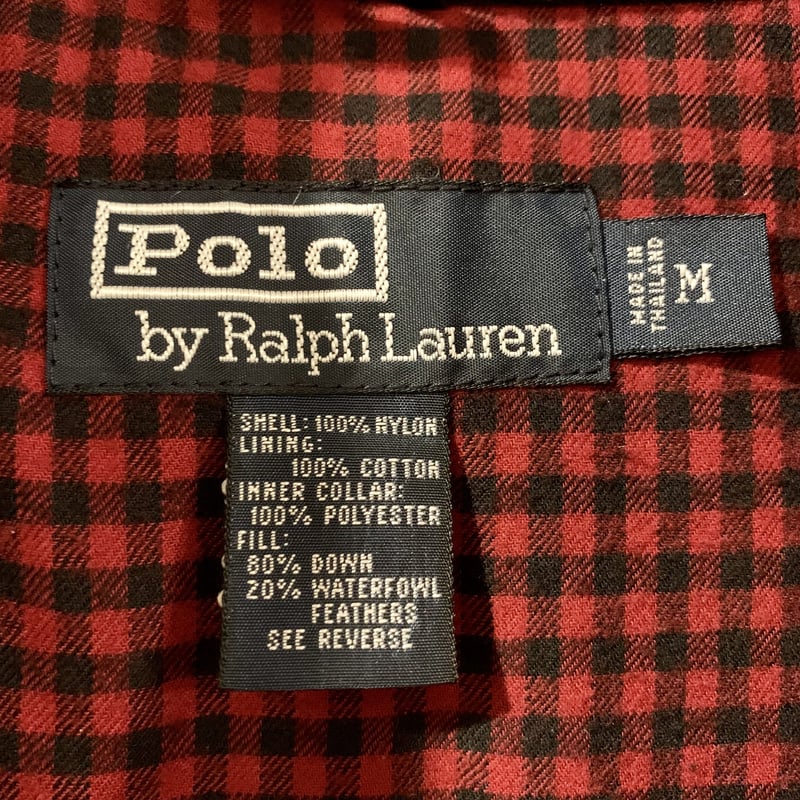 Polo
by Ralph Lauren
MADE IN
THAILAND
M
SHELL: 100% NYLON
LINING:
100% COTTON
INNER COLLAR:
100% POLYESTER
FILL:
80% DOWN
20% WATERFOWL
FEATHERS
SEE REVERSE